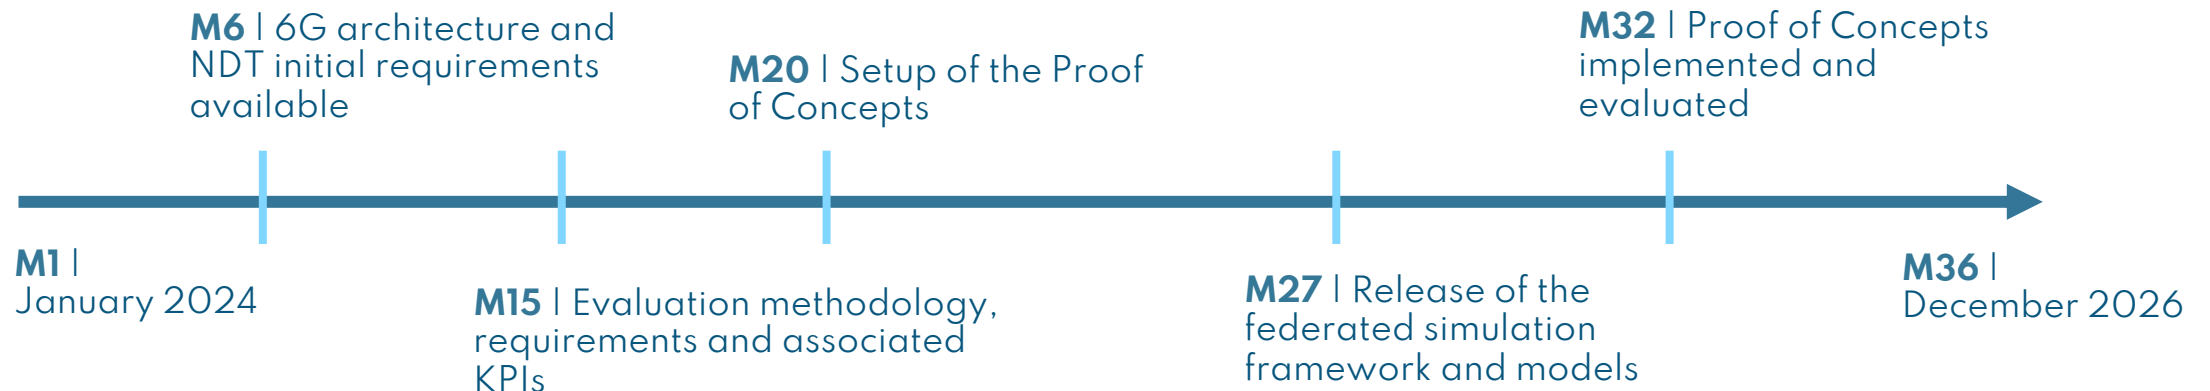 M6 | 6G architecture and
NDT initial requirements
available
M20 | Setup of the Proof
of Concepts
M32 | Proof of Concepts
implemented and
evaluated
M1 |
January 2024
M15 | Evaluation methodology,
requirements and associated
KPIs
M27 | Release of the
federated simulation
framework and models
M36 |
December 2026